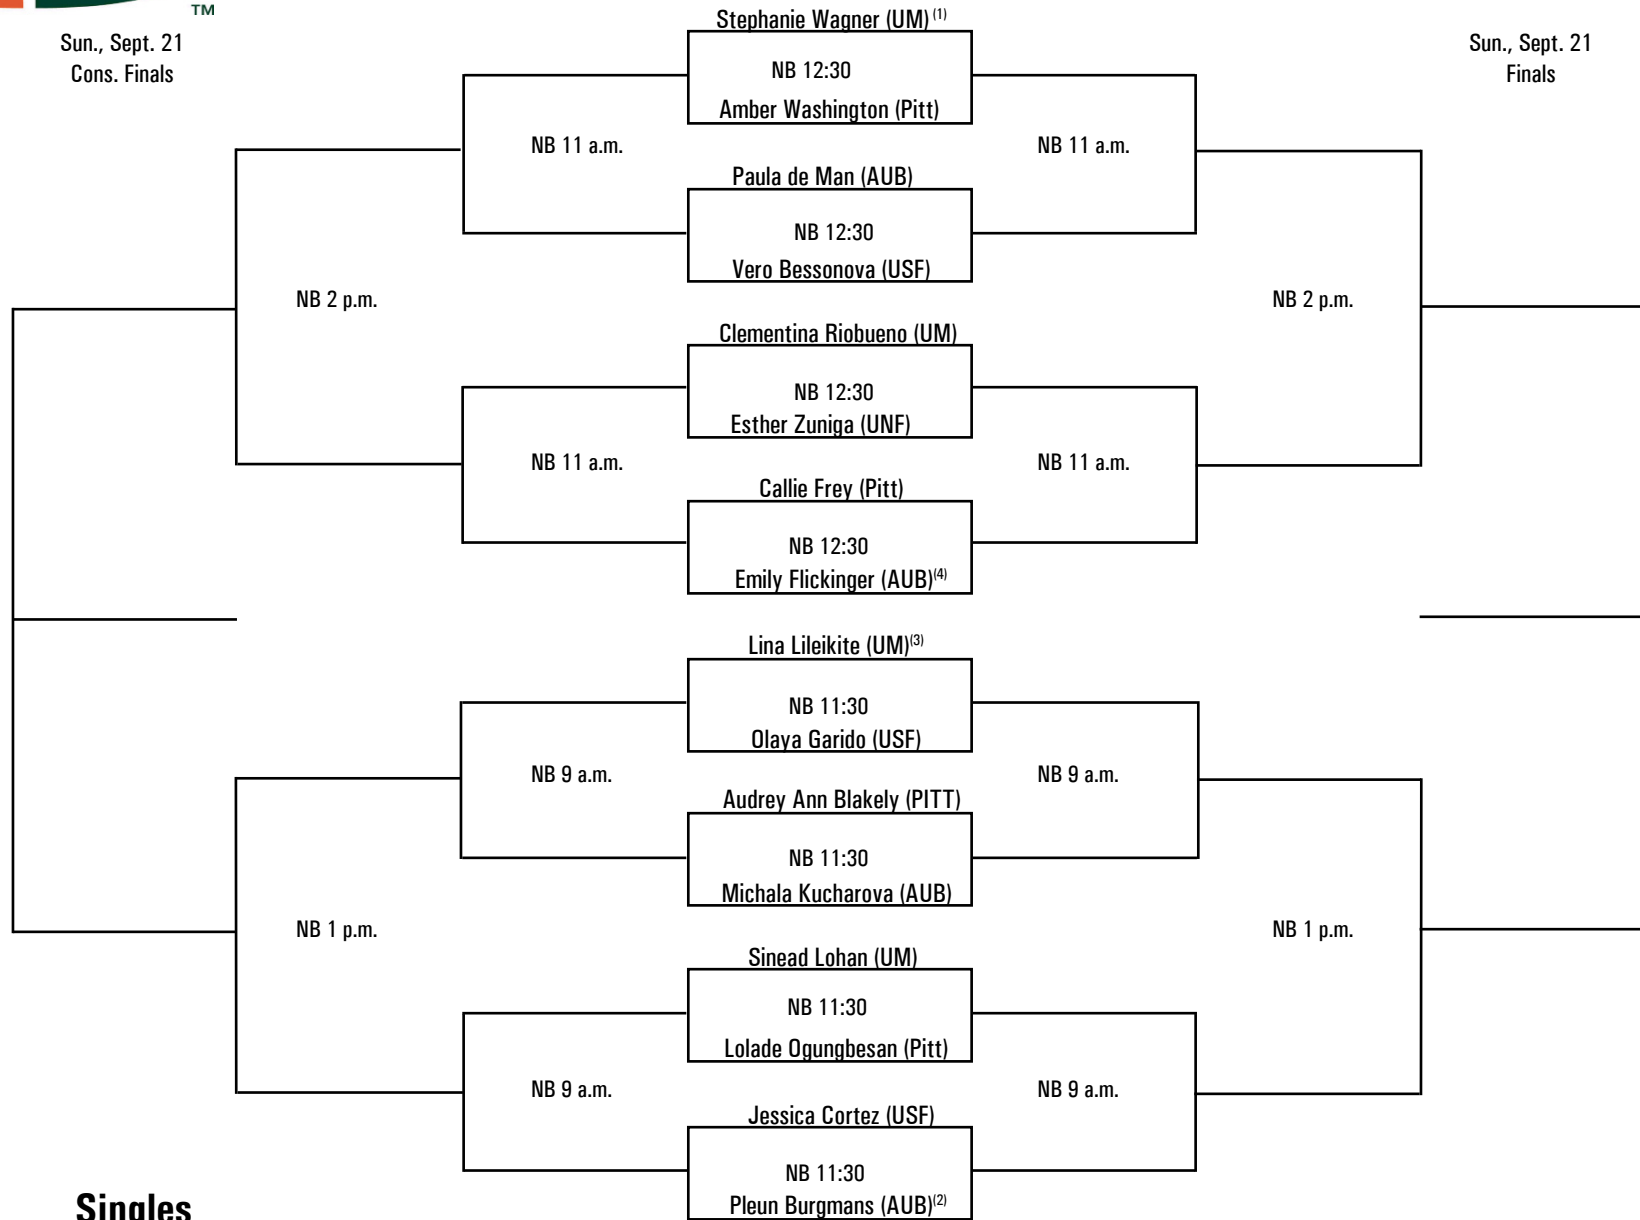 TM
Sun., Sept. 21
Cons. Finals
Sun., Sept. 21
Finals
Stephanie Wagner (UM) (1)
NB 12:30
Amber Washington (Pitt)
NB 11 a.m.
NB 11 a.m.
Paula de Man (AUB)
NB 12:30
Vero Bessonova (USF)
NB 2 p.m.
NB 2 p.m.
Clementina Riobueno (UM)
NB 12:30
Esther Zuniga (UNF)
NB 11 a.m.
NB 11 a.m.
Callie Frey (Pitt)
NB 12:30
Emily Flickinger (AUB)(4)
Lina Lileikite (UM)(3)
NB 11:30
Olaya Garido (USF)
NB 9 a.m.
NB 9 a.m.
Audrey Ann Blakely (PITT)
NB 11:30
Michala Kucharova (AUB)
NB 1 p.m.
NB 1 p.m.
Sinead Lohan (UM)
NB 11:30
Lolade Ogungbesan (Pitt)
NB 9 a.m.
NB 9 a.m.
Jessica Cortez (USF)
NB 11:30
Pleun Burgmans (AUB)(2)
Singles